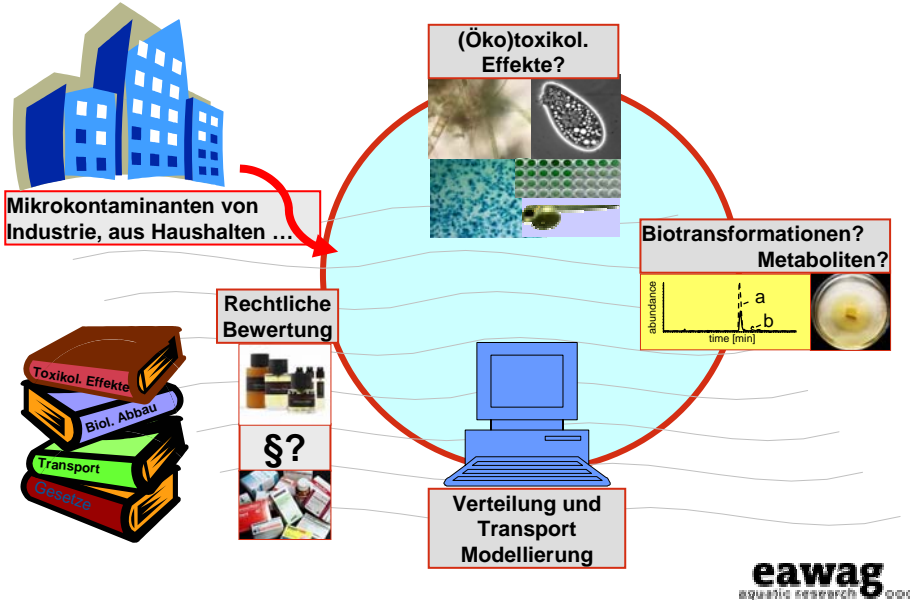 (Öko)toxikol.
Effekte?
Mikrokontaminanten von
Industrie, aus Haushalten ...
Biotransformationen?
Metaboliten?
abundance
a
b
time [min]
Rechtliche
Bewertung
§?
Toxikol. Effekte
Biol. Abbau
Transport
Gesetze
Verteilung und
Transport
Modellierung
eawag
aquatic research